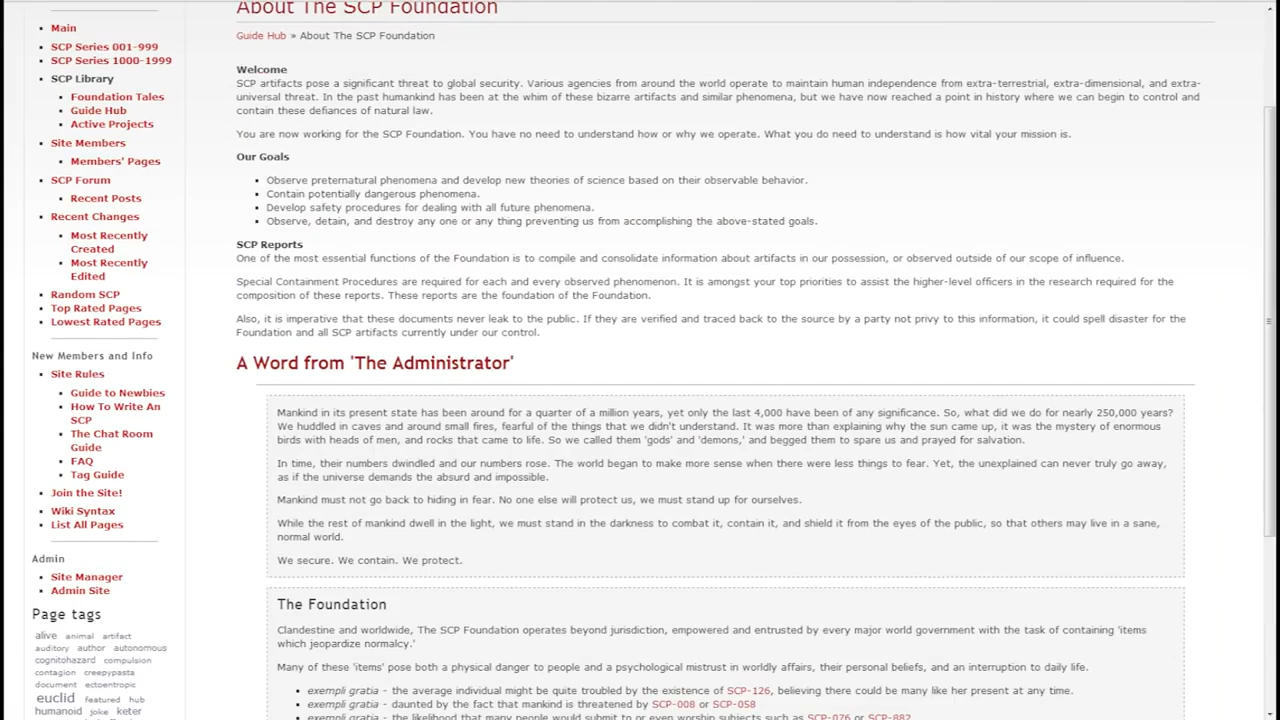 About The SCP Foundation
Main
SCP Series 001-999
SCP Series 1000-1999
SCP Library
Foundation Tales
Guide Hub
Active Projects
Site Members
Members' Pages
SCP Forum
Recent Posts
Recent Changes
Most Recently
Created
Most Recently
Edited
Random SCP
Top Rated Pages
Lowest Rated Pages
New Members and Info
Site Rules
Guide to Newbies
How To Write An
SCP
The Chat Room
Guide
FAQ
Tag Guide
Join the Site!
Wiki Syntax
List All Pages
Admin
Site Manager
Admin Site
Page tags
alive animal artifact
auditory author autonomous
cognitohazard compulsion
contagion creepypasta
document ectoentropic
euclid featured hub
humanoid joke keter
Guide Hub » About The SCP Foundation
Welcome
SCP artifacts pose a significant threat to global security. Various agencies from around the world operate to maintain human independence from extra-terrestrial, extra-dimensional, and extra-
universal threat. In the past humankind has been at the whim of these bizarre artifacts and similar phenomena, but we have now reached a point in history where we can begin to control and
contain these defiances of natural law.
You are now working for the SCP Foundation. You have no need to understand how or why we operate. What you do need to understand is how vital your mission is.
Our Goals
Observe preternatural phenomena and develop new theories of science based on their observable behavior.
Contain potentially dangerous phenomena.
Develop safety procedures for dealing with all future phenomena.
Observe, detain, and destroy any one or any thing preventing us from accomplishing the above-stated goals.
SCP Reports
One of the most essential functions of the Foundation is to compile and consolidate information about artifacts in our possession, or observed outside of our scope of influence.
Special Containment Procedures are required for each and every observed phenomenon. It is amongst your top priorities to assist the higher-level officers in the research required for the
composition of these reports. These reports are the foundation of the Foundation.
Also, it is imperative that these documents never leak to the public. If they are verified and traced back to the source by a party not privy to this information, it could spell disaster for the
Foundation and all SCP artifacts currently under our control.
A Word from 'The Administrator'
Mankind in its present state has been around for a quarter of a million years, yet only the last 4,000 have been of any significance. So, what did we do for nearly 250,000 years?
We huddled in caves and around small fires, fearful of the things that we didn't understand. It was more than explaining why the sun came up, it was the mystery of enormous
birds with heads of men, and rocks that came to life. So we called them 'gods' and 'demons,' and begged them to spare us and prayed for salvation.
In time, their numbers dwindled and our numbers rose. The world began to make more sense when there were less things to fear. Yet, the unexplained can never truly go away,
as if the universe demands the absurd and impossible.
Mankind must not go back to hiding in fear. No one else will protect us, we must stand up for ourselves.
While the rest of mankind dwell in the light, we must stand in the darkness to combat it, contain it, and shield it from the eyes of the public, so that others may live in a sane,
normal world.
We secure. We contain. We protect.
The Foundation
Clandestine and worldwide, The SCP Foundation operates beyond jurisdiction, empowered and entrusted by every major world government with the task of containing 'items
which jeopardize normalcy.'
Many of these 'items' pose both a physical danger to people and a psychological mistrust in worldly affairs, their personal beliefs, and an interruption to daily life.
exempli gratia - the average individual might be quite troubled by the existence of SCP-126, believing there could be many like her present at any time.
exempli gratia - daunted by the fact that mankind is threatened by SCP-008 or SCP-058
exempli gratia - the likelihood that many people would submit to or even worship subjects such as SCP-076 or SCP-882